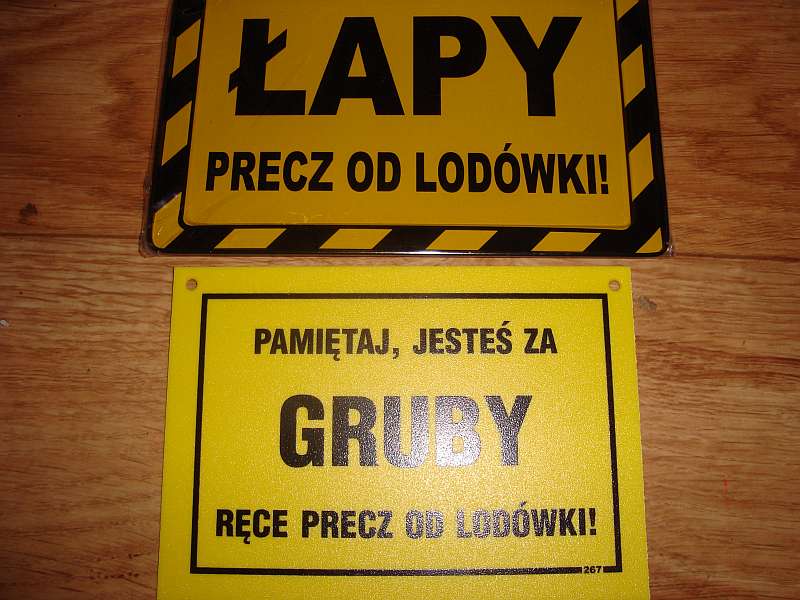 ŁAPY
PRECZ OD LODÓWKI!
PAMIĘTAJ, JESTEŚ ZA
GRUBY
RĘCE PRECZ OD LODÓWKI!
267